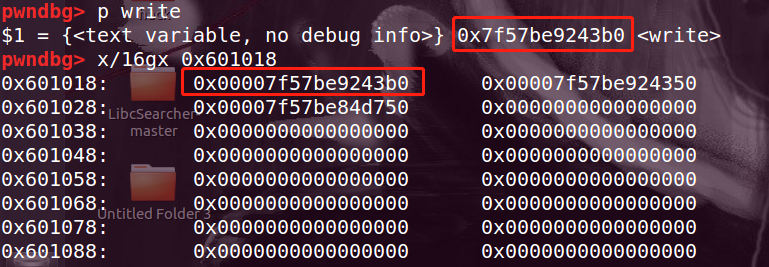 pwndbg> p write
$1 = {<text variable, no debug info>} 0x7f57be9243b0 <write>
pwndbg> x/16gx 0x601018
0x601018: 0x00007f57be9243b0 0x00007f57be924350
0x601028: 0x00007f57be84d750 0x0000000000000000
0x601038: 0x0000000000000000 0x0000000000000000
0x601048: 0x0000000000000000 0x0000000000000000
0x601058: 0x0000000000000000 0x0000000000000000
0x601068: 0x0000000000000000 0x0000000000000000
0x601078: 0x0000000000000000 0x0000000000000000
0x601088: 0x0000000000000000 0x0000000000000000
LibcSearcher
master
Untitled Folder 3